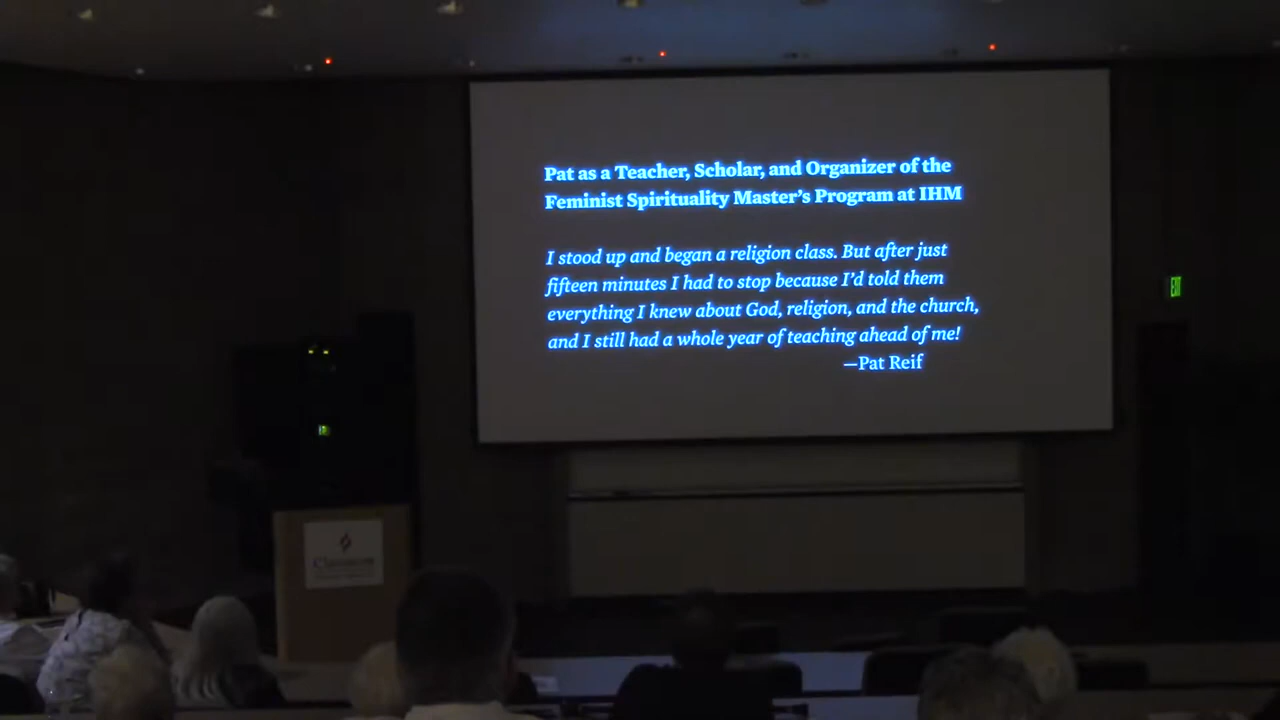 Pat as a Teacher, Scholar, and Organizer of the
Feminist Spirituality Master’s Program at IHM
I stood up and began a religion class. But after just
fifteen minutes I had to stop because I’d told them
everything I knew about God, religion, and the church,
and I still had a whole year of teaching ahead of me!
—Pat Reif